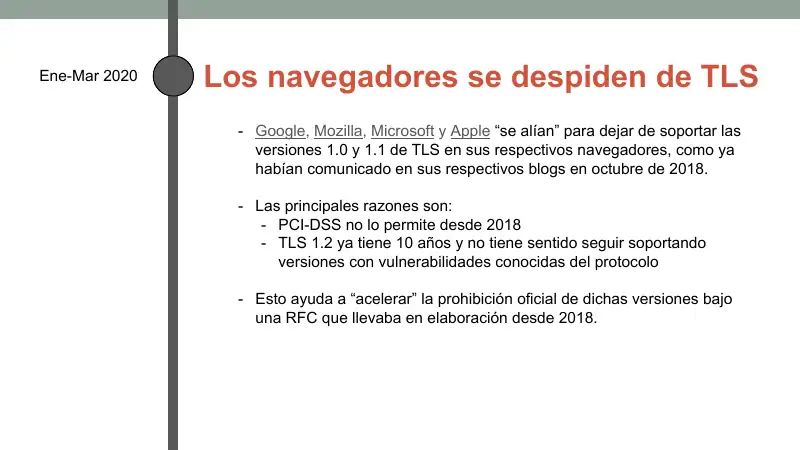 Ene-Mar 2020
Los navegadores se despiden de TLS
- Google, Mozilla, Microsoft y Apple “se alían” para dejar de soportar las
versiones 1.0 y 1.1 de TLS en sus respectivos navegadores, como ya
habían comunicado en sus respectivos blogs en octubre de 2018.
- Las principales razones son:
- PCI-DSS no lo permite desde 2018
- TLS 1.2 ya tiene 10 años y no tiene sentido seguir soportando
versiones con vulnerabilidades conocidas del protocolo
- Esto ayuda a “acelerar” la prohibición oficial de dichas versiones bajo
una RFC que llevaba en elaboración desde 2018.